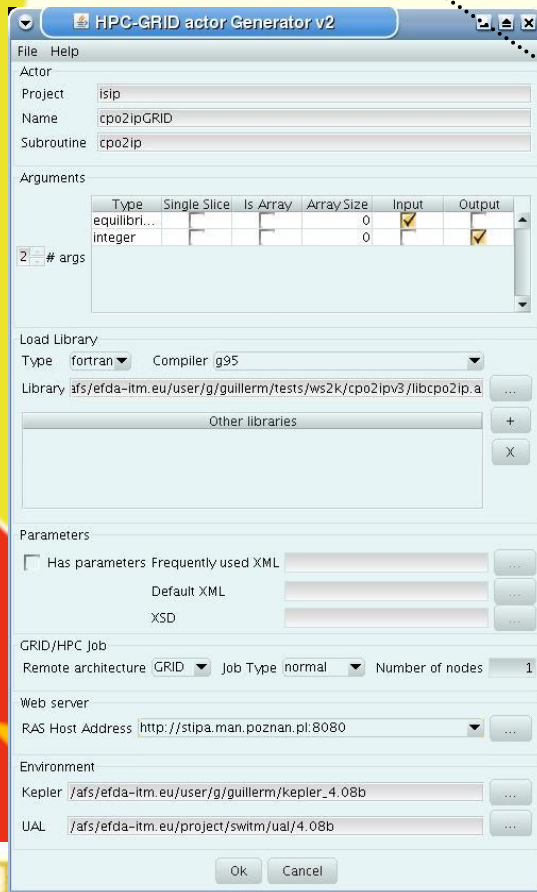 HPC-GRID actor Generator v2
File Help
Actor
Project isip
Name cpo2ipGRID
Subroutine cpo2ip
Arguments
Type Single Slice Is Array Array Size Input Output
equilibri... 0
integer 0
2 # args
Load Library
Type fortran Compiler g95
Library afs/efda-itm.eu/user/g/guillerm/tests/ws2k/cpo2ipv3/libcpo2ip.a ...
Other libraries +
X
Parameters
Has parameters Frequently used XML ...
Default XML ...
XSD ...
GRID/HPC Job
Remote architecture GRID Job Type normal Number of nodes 1
Web server
RAS Host Address http://stipa.man.poznan.pl:8080 ...
Environment
Kepler /afs/efda-itm.eu/user/g/guillerm/kepler_4.08b ...
UAL /afs/efda-itm.eu/project/switm/ual/4.08b ...
Ok Cancel